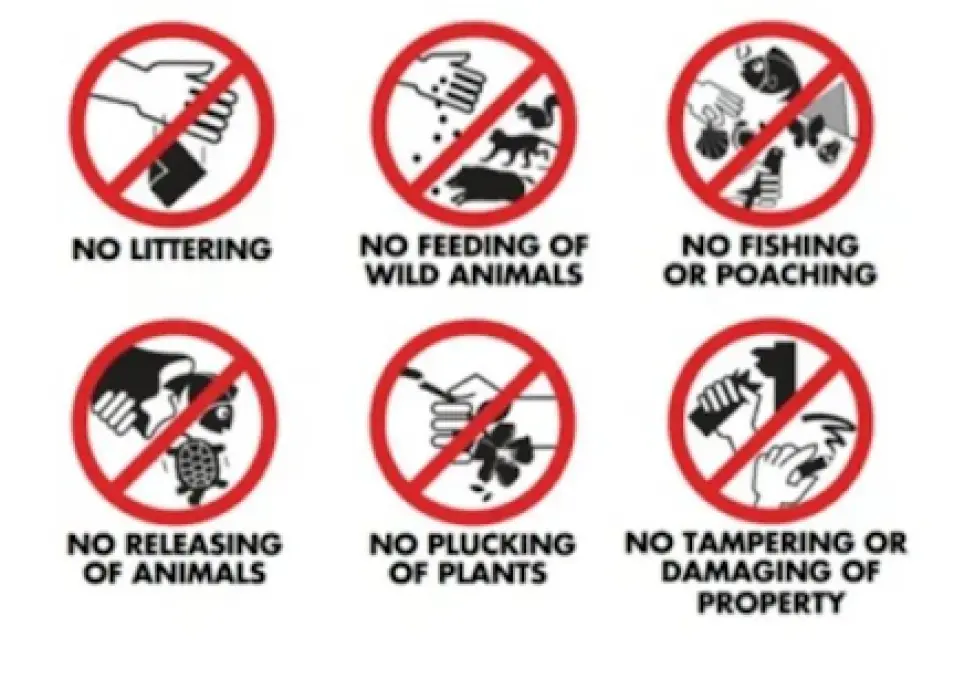 NO LITTERING
NO FEEDING OF
WILD ANIMALS
NO FISHING
OR POACHING
NO RELEASING
OF ANIMALS
NO PLUCKING
OF PLANTS
NO TAMPERING OR
DAMAGING OF
PROPERTY